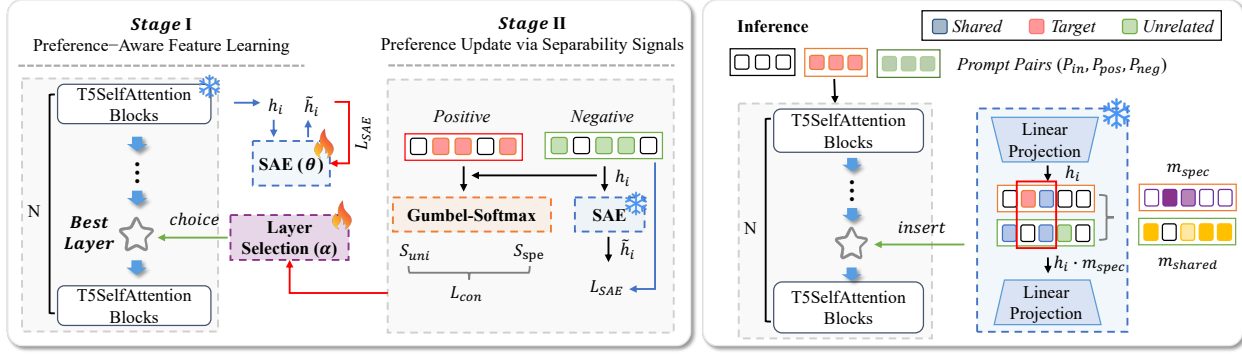 Stage I
Preference−Aware Feature Learning
N
T5SelfAttention
Blocks
h_i
h̃_i
L_SAE
SAE (θ)
Best
Layer
choice
Layer
Selection (α)
T5SelfAttention
Blocks
Stage II
Preference Update via Separability Signals
Positive
Negative
h_i
Gumbel-Softmax
SAE
S_uni
S_spe
h̃_i
L_con
L_SAE
Inference
Shared
Target
Unrelated
Prompt Pairs (P_in, P_pos, P_neg)
N
T5SelfAttention
Blocks
insert
T5SelfAttention
Blocks
Linear
Projection
h_i
m_spec
m_shared
h_i · m_spec
Linear
Projection